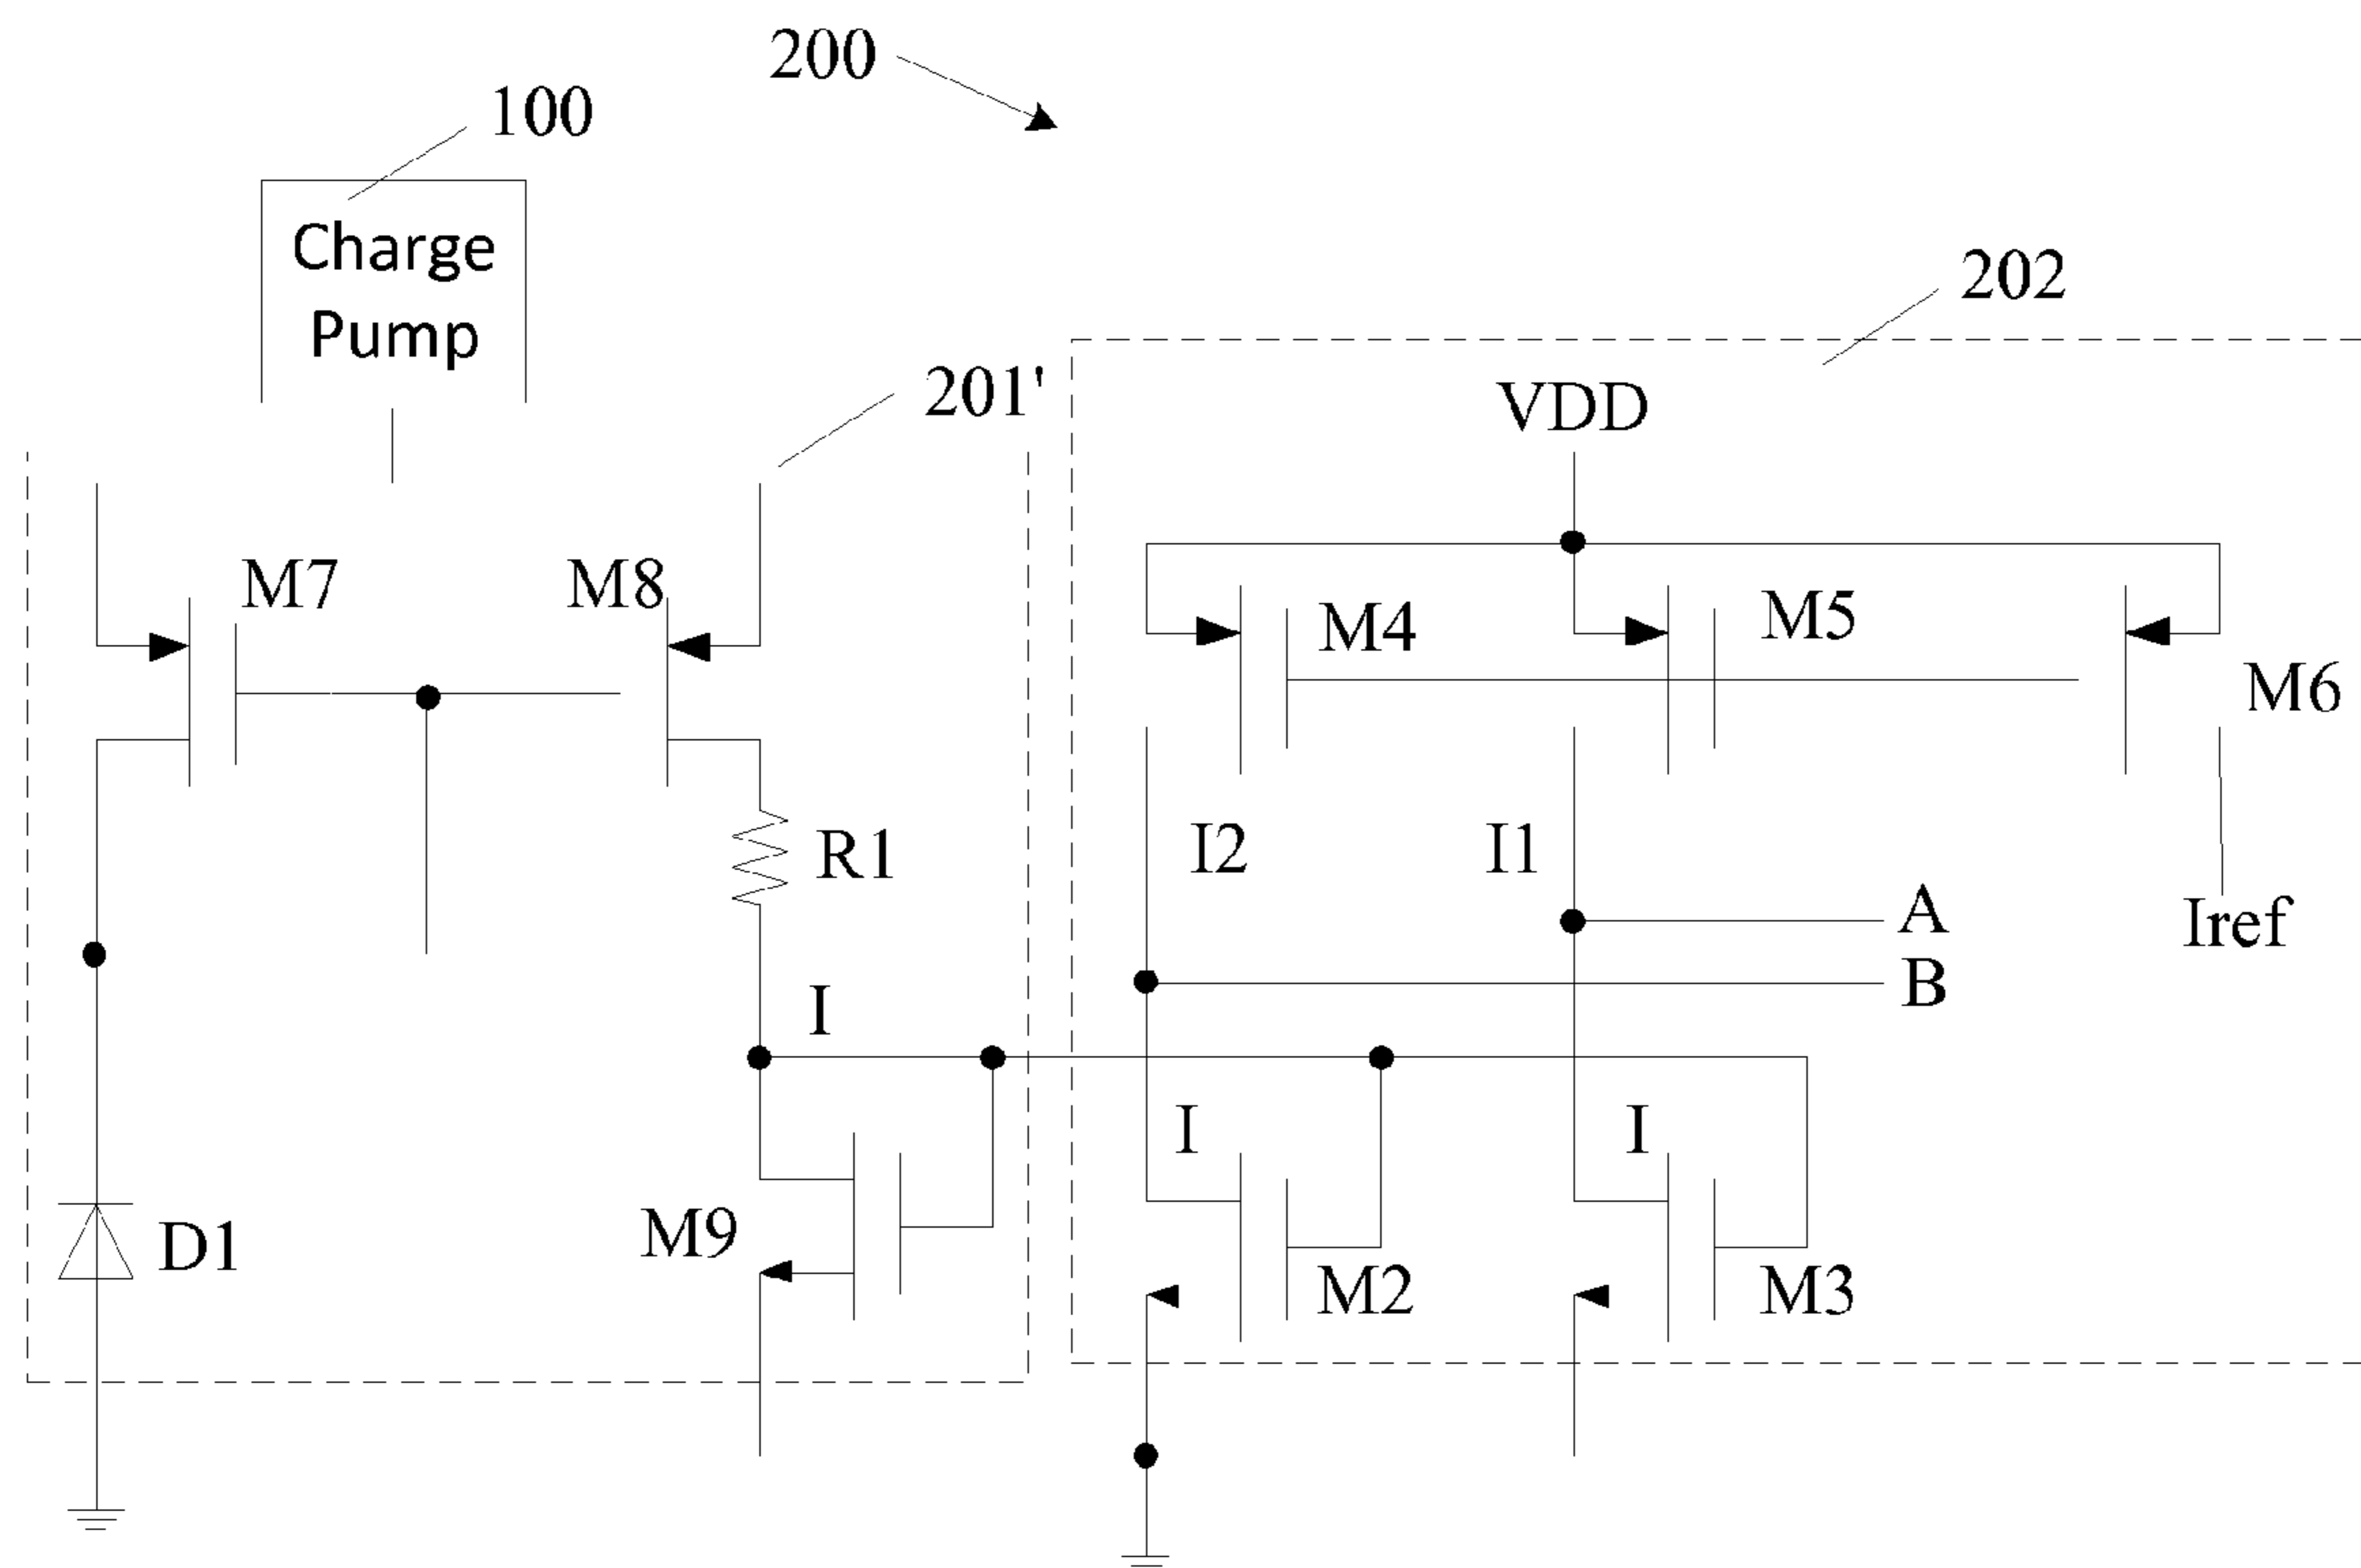 200
100
Charge
Pump
202
201'
VDD
M7
M8
M4
M5
M6
R1
I2
I1
A
Iref
B
I
I
I
M9
D1
M2
M3